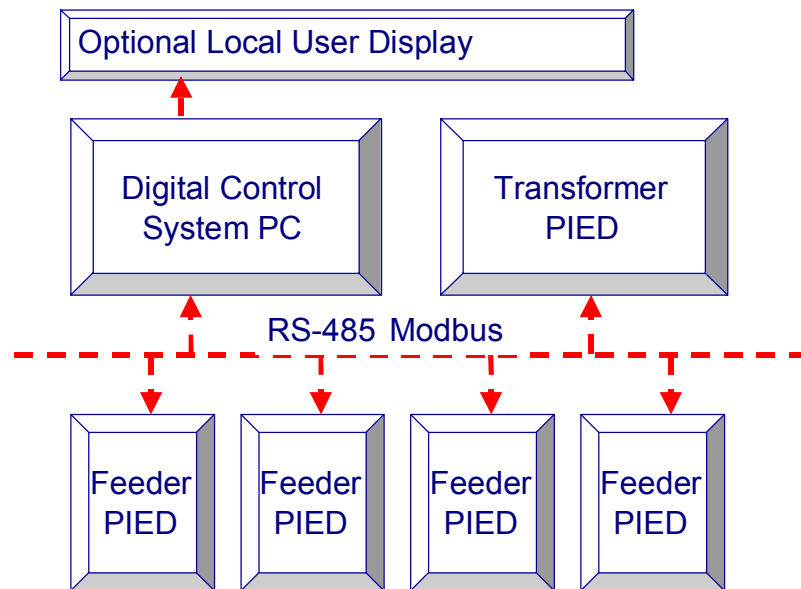 Optional Local User Display
Digital Control
System PC
Transformer
PIED
RS-485 Modbus
Feeder
PIED
Feeder
PIED
Feeder
PIED
Feeder
PIED